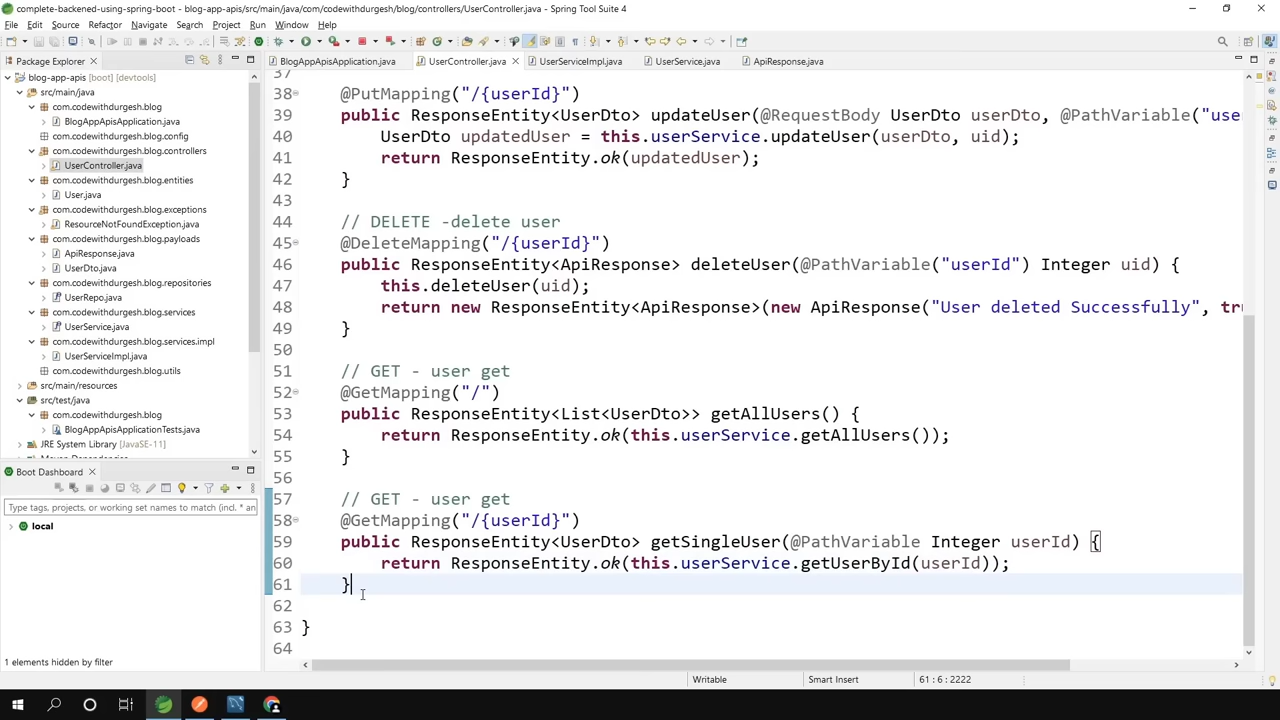 complete-backened-using-spring-boot - blog-app-apis/src/main/java/com/codewithdurgesh/blog/controllers/UserController.java - Spring Tool Suite 4
File Edit Source Refactor Navigate Search Project Run Window Help
Package Explorer
blog-app-apis [boot] [devtools]
src/main/java
com.codewithdurgesh.blog
BlogAppApisApplication.java
com.codewithdurgesh.blog.config
com.codewithdurgesh.blog.controllers
UserController.java
com.codewithdurgesh.blog.entities
User.java
com.codewithdurgesh.blog.exceptions
ResourceNotFoundException.java
com.codewithdurgesh.blog.payloads
ApiResponse.java
UserDto.java
com.codewithdurgesh.blog.repositories
UserRepo.java
com.codewithdurgesh.blog.services
UserService.java
com.codewithdurgesh.blog.services.impl
UserServiceImpl.java
com.codewithdurgesh.blog.utils
src/main/resources
src/test/java
com.codewithdurgesh.blog
BlogAppApisApplicationTests.java
JRE System Library [JavaSE-11]
Boot Dashboard
Type tags, projects, or working set names to match (incl. * an
local
1 elements hidden by filter
BlogAppApisApplication.java UserController.java UserServiceImpl.java UserService.java ApiResponse.java
37
38 @PutMapping("/{userId}")
39 public ResponseEntity<UserDto> updateUser(@RequestBody UserDto userDto, @PathVariable("use
40 UserDto updatedUser = this.userService.updateUser(userDto, uid);
41 return ResponseEntity.ok(updatedUser);
42 }
43
44 // DELETE -delete user
45 @DeleteMapping("/{userId}")
46 public ResponseEntity<ApiResponse> deleteUser(@PathVariable("userId") Integer uid) {
47 this.deleteUser(uid);
48 return new ResponseEntity<ApiResponse>(new ApiResponse("User deleted Successfully", tru
49 }
50
51 // GET - user get
52 @GetMapping("/")
53 public ResponseEntity<List<UserDto>> getAllUsers() {
54 return ResponseEntity.ok(this.userService.getAllUsers());
55 }
56
57 // GET - user get
58 @GetMapping("/{userId}")
59 public ResponseEntity<UserDto> getSingleUser(@PathVariable Integer userId) {
60 return ResponseEntity.ok(this.userService.getUserById(userId));
61 }
62
63 }
64
Writable Smart Insert 61 : 6 : 2222